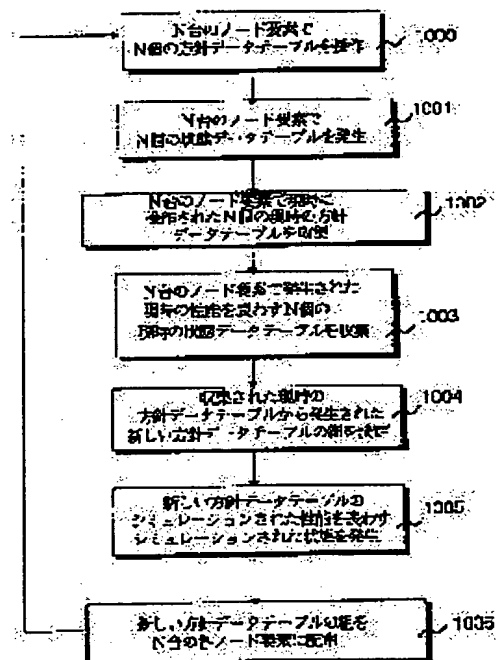 N台のノード要素で
N個の方針データテーブルを操作
1000
N台のノード要素で
N個の状態データテーブルを発生
1001
N台のノード要素で現時に
操作されたN個の現時の方針
データテーブルを収集
1002
N台のノード要素で発生された
現時の性能を表わすN個の
現時の状態データテーブルを収集
1003
収集された現時の
方針データテーブルから発生された
新しい方針データテーブルの組を
1004
新しい方針データテーブルの
シミュレーションされた性能を表わす
シミュレーションされた状態を発生
1005
新しい方針データテーブルの組を
N台の各ノード要素に配布
1006